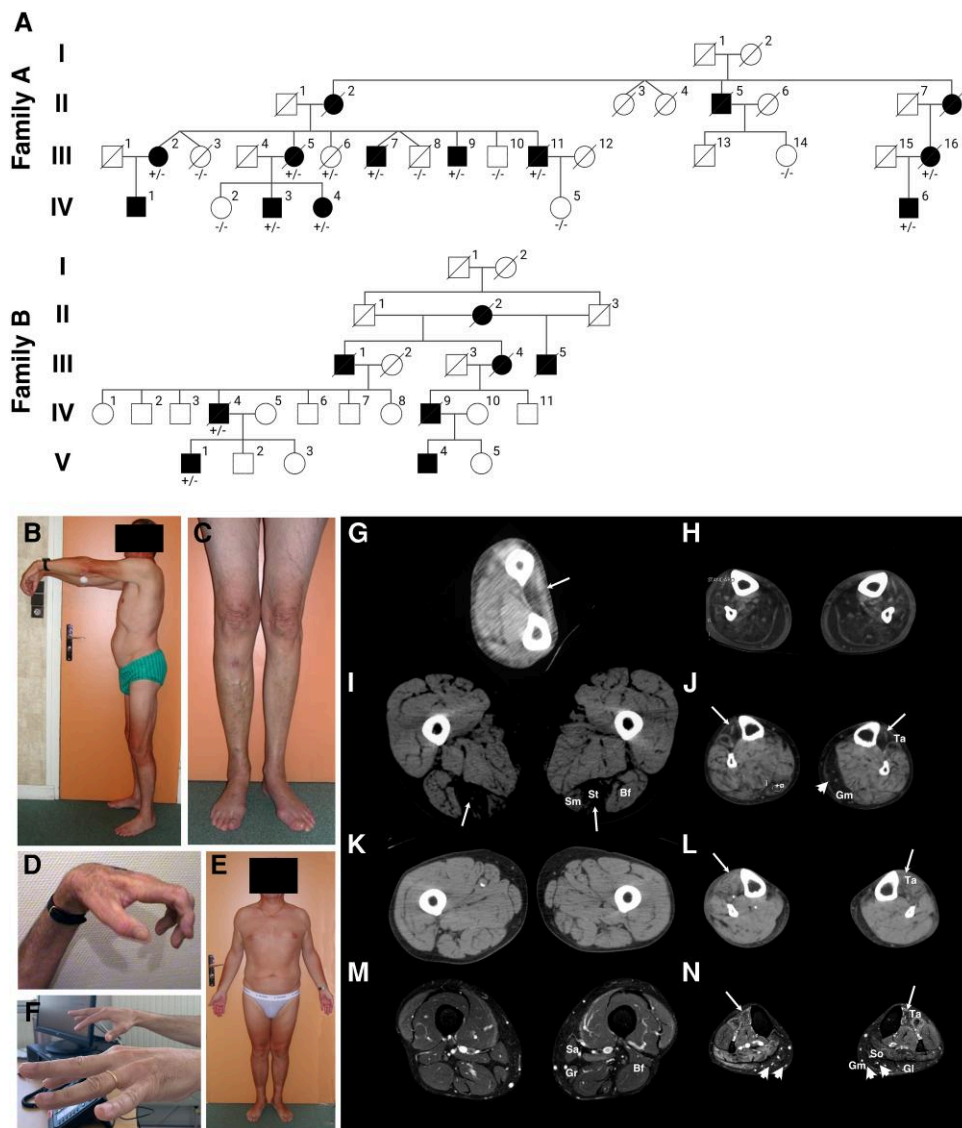 A
Family A
I 1 2
II 1 2 3 4 5 6 7
III 1 2 3 4 5 6 7 8 9 10 11 12 13 14 15 16
+/- -/- +/- +/- +/- -/- +/- -/- +/- -/- +/-
IV 1 2 3 4 5 6
-/- +/- +/- -/- +/-
Family B
I 1 2
II 1 2 3
III 1 2 3 4 5
IV 1 2 3 4 5 6 7 8 9 10 11
+/-
V 1 2 3 4 5
+/-
B C G H
I J
Ta
Sm St Bf
Gm
D E K L
Ta
F M N
Ta
Sa
So
Gr Bf
Gm Gl